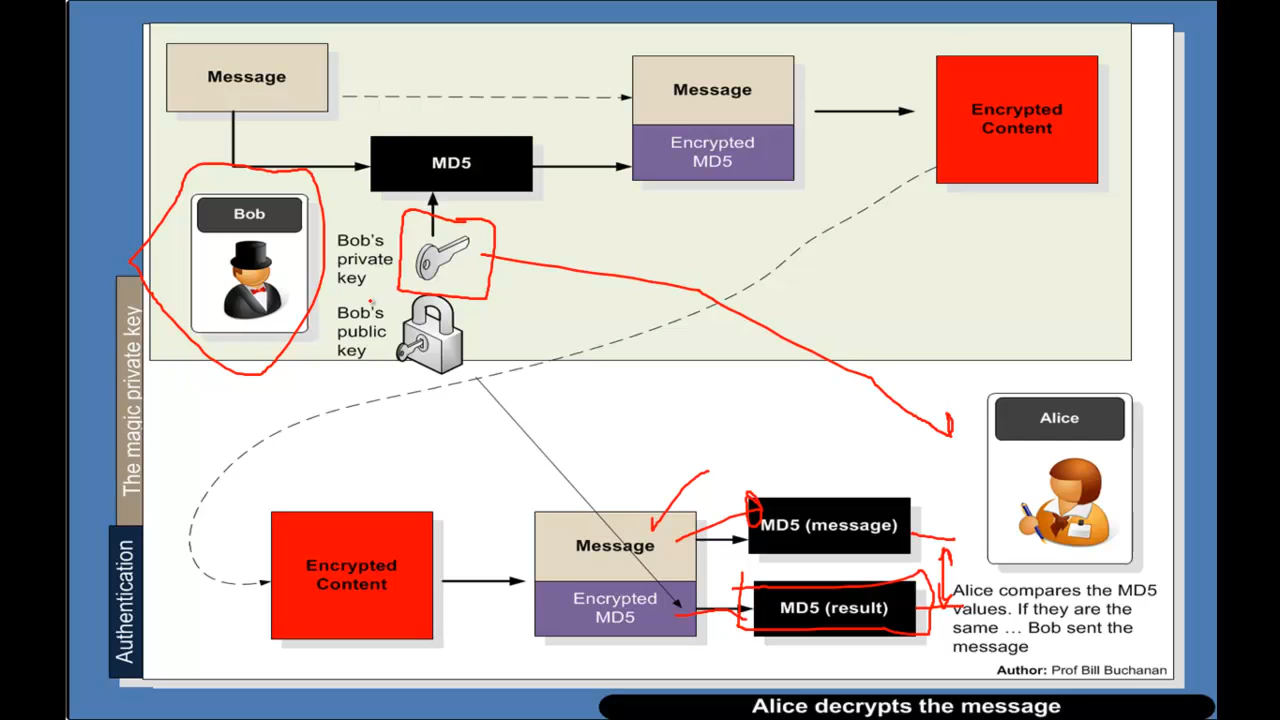 Message
Message
Encrypted
MD5
Encrypted
Content
MD5
Bob
Bob's
private
key
Bob's
public
key
The magic private key
Authentication
Alice
Encrypted
Content
Message
Encrypted
MD5
MD5 (message)
MD5 (result)
Alice compares the MD5
values. If they are the
same … Bob sent the
message
Author: Prof Bill Buchanan
Alice decrypts the message